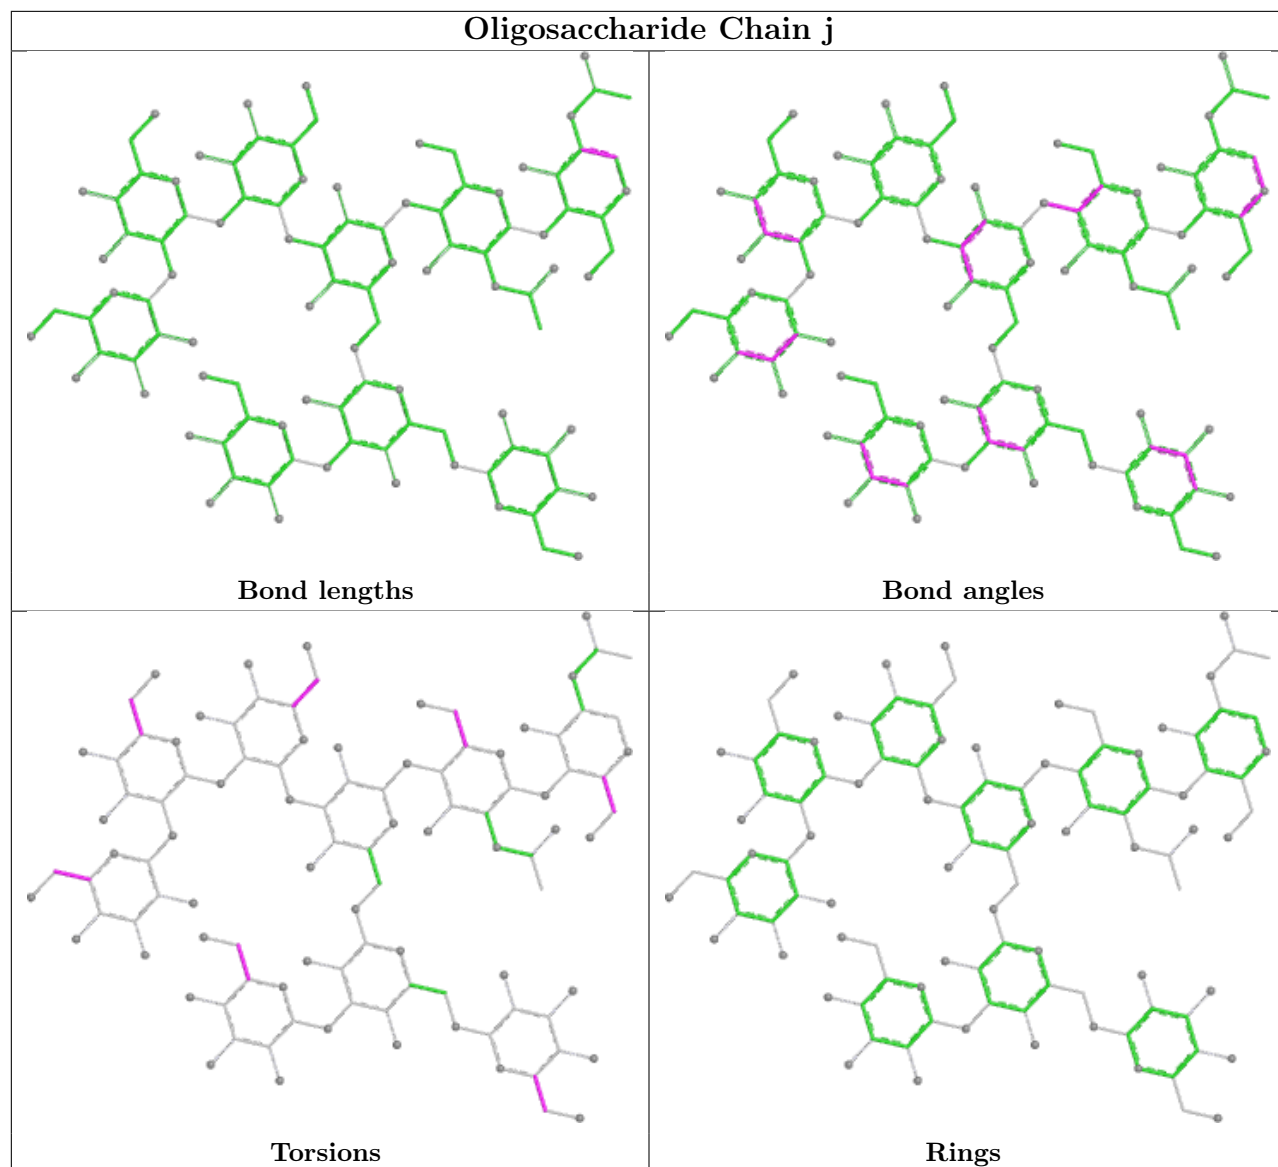 Oligosaccharide Chain j
Bond lengths
Bond angles
Torsions
Rings